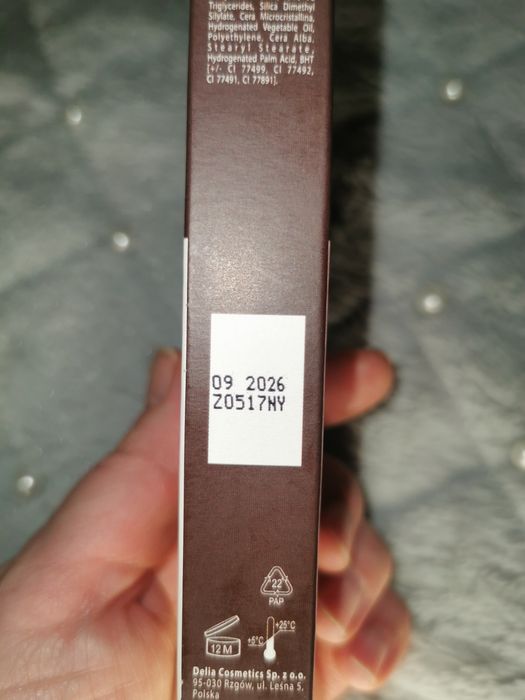 Triglycerides, Silica Dimethyl
Silylate, Cera Microcristallina,
Hydrogenated Vegetable Oil,
Polyethylene, Cera Alba,
Stearyl Stearate,
Hydrogenated Palm Acid, BHT
[+/- CI 77499, CI 77492,
CI 77491, CI 77891].
09 2026
Z0517NY
22
PAP
+25°C
+5°C
12 M
Delia Cosmetics Sp. z o.o.
95-030 Rzgów, ul. Leśna 5,
Polska